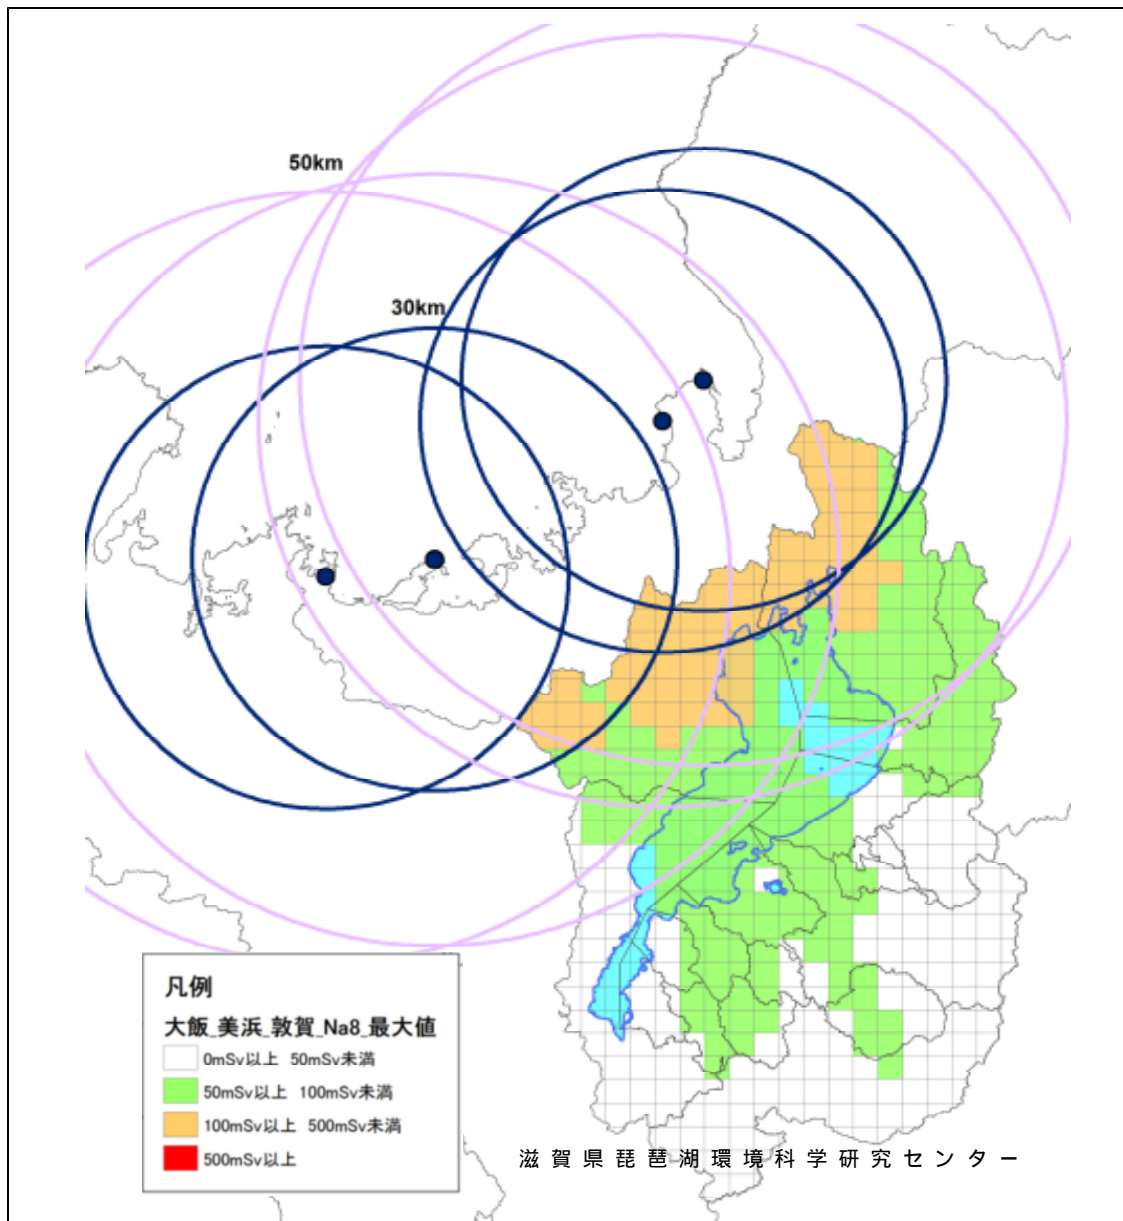 50km
30km
凡例
大飯_美浜_敦賀_Na8_最大値
0mSv以上 50mSv未満
50mSv以上 100mSv未満
100mSv以上 500mSv未満
500mSv以上
滋賀県琵琶湖環境科学研究センター